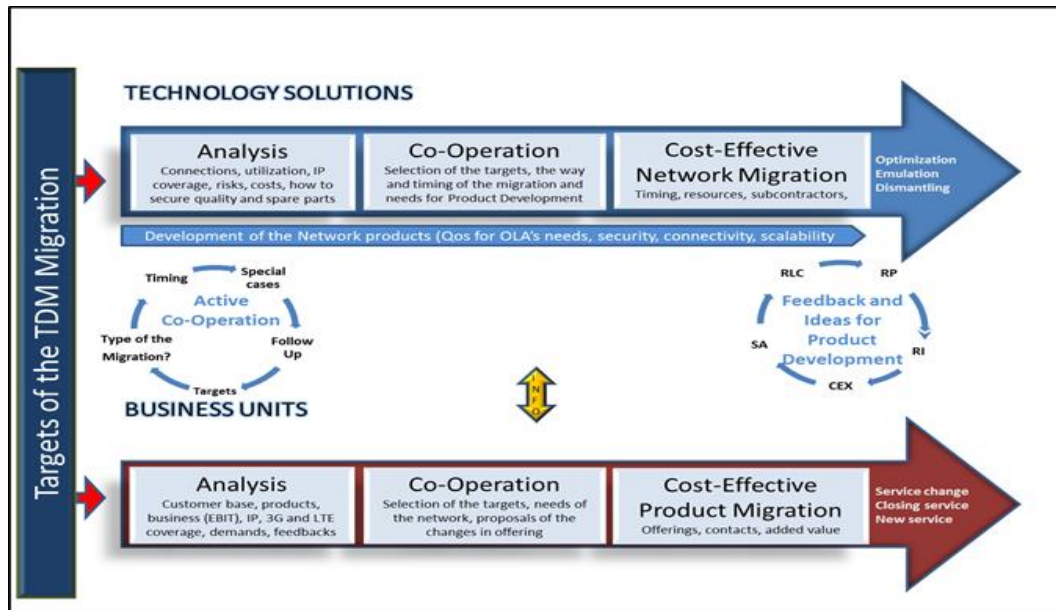 Targets of the TDM Migration
TECHNOLOGY SOLUTIONS
Analysis
Connections, utilization, IP
coverage, risks, costs, how to
secure quality and spare parts
Co-Operation
Selection of the targets, the way
and timing of the migration and
needs for Product Development
Cost-Effective
Network Migration
Timing, resources, subcontractors,
Optimization
Emulation
Dismantling
Development of the Network products (Qos for OLA's needs, security, connectivity, scalability
Timing
Special
cases
Active
Co-Operation
Type of the
Migration?
Follow
Up
Targets
RLC
RP
Feedback and
Ideas for
Product
Development
SA
RI
CEX
INFO
BUSINESS UNITS
Analysis
Customer base, products,
business (EBIT), IP, 3G and LTE
coverage, demands, feedbacks
Co-Operation
Selection of the targets, needs
of the network, proposals of the
changes in offering
Cost-Effective
Product Migration
Offerings, contacts, added value
Service change
Closing service
New service